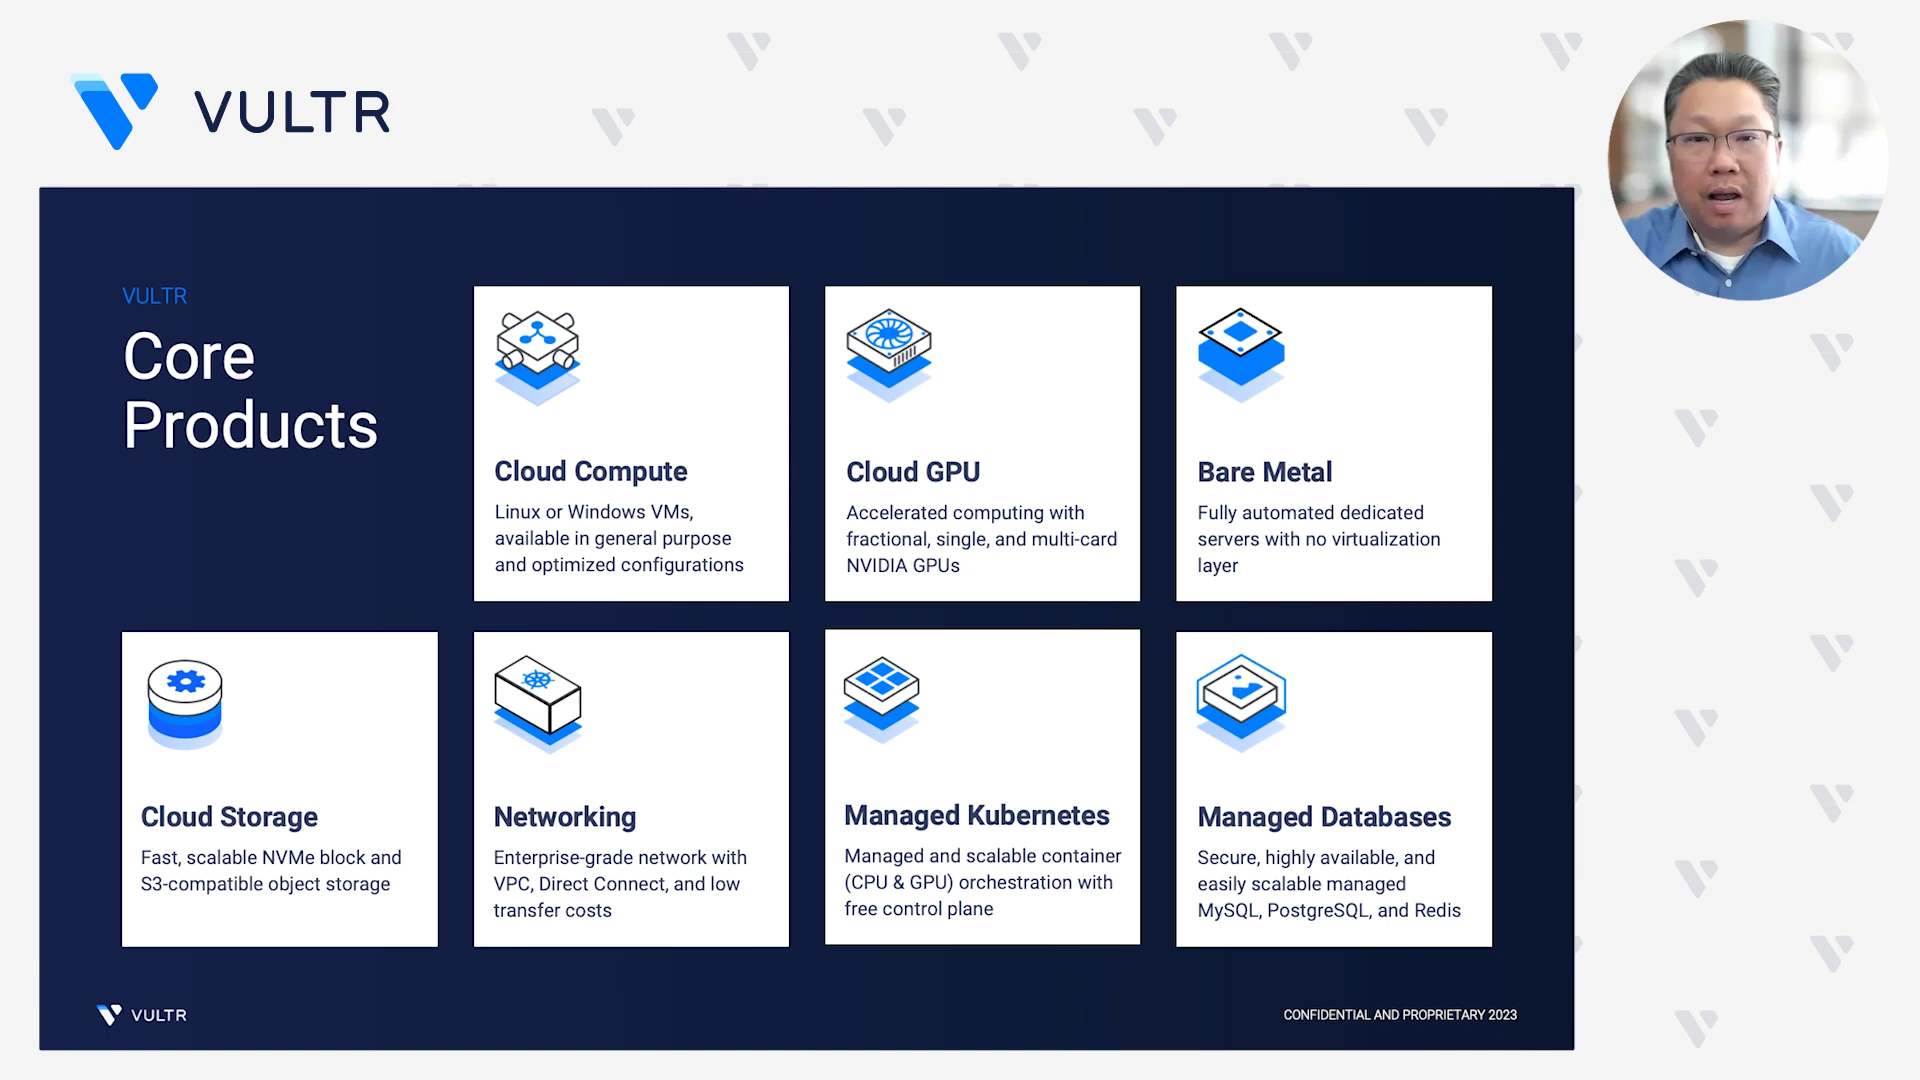 VULTR
VULTR
Core
Products
Cloud Compute
Linux or Windows VMs,
available in general purpose
and optimized configurations
Cloud GPU
Accelerated computing with
fractional, single, and multi-card
NVIDIA GPUs
Bare Metal
Fully automated dedicated
servers with no virtualization
layer
Cloud Storage
Fast, scalable NVMe block and
S3-compatible object storage
Networking
Enterprise-grade network with
VPC, Direct Connect, and low
transfer costs
Managed Kubernetes
Managed and scalable container
(CPU & GPU) orchestration with
free control plane
Managed Databases
Secure, highly available, and
easily scalable managed
MySQL, PostgreSQL, and Redis
VULTR
CONFIDENTIAL AND PROPRIETARY 2023